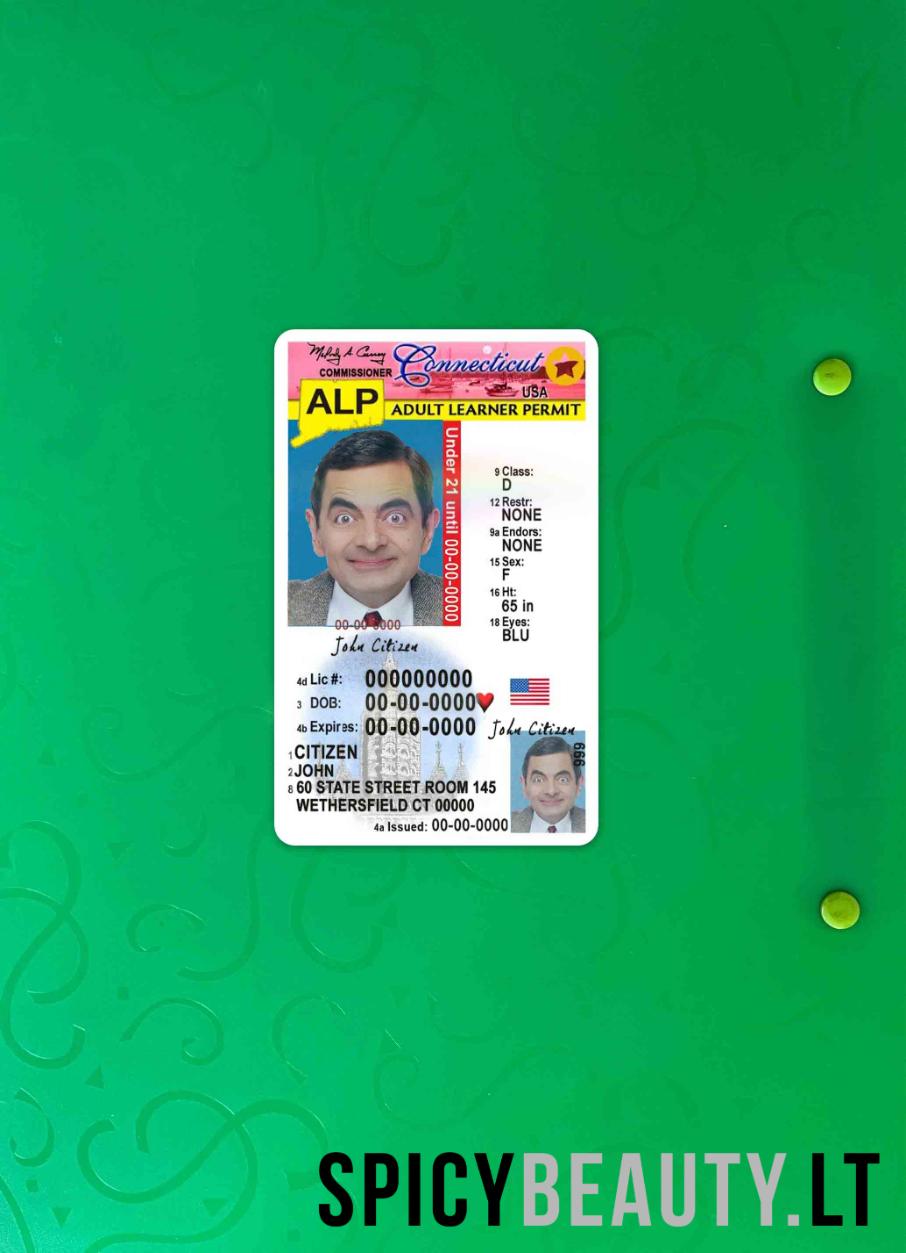 Melody A. Currey
COMMISSIONER
Connecticut
USA
ALP
ADULT LEARNER PERMIT
Under 21 until 00-00-0000
9 Class:
D
12 Restr:
NONE
9a Endors:
NONE
15 Sex:
F
16 Ht:
65 in
18 Eyes:
BLU
00-00-0000
John Citizen
4d Lic #: 000000000
3 DOB: 00-00-0000
4b Expires: 00-00-0000
John Citizen
666
1 CITIZEN
2 JOHN
8 60 STATE STREET ROOM 145
WETHERSFIELD CT 00000
4a Issued: 00-00-0000
SPICYBEAUTY.LT